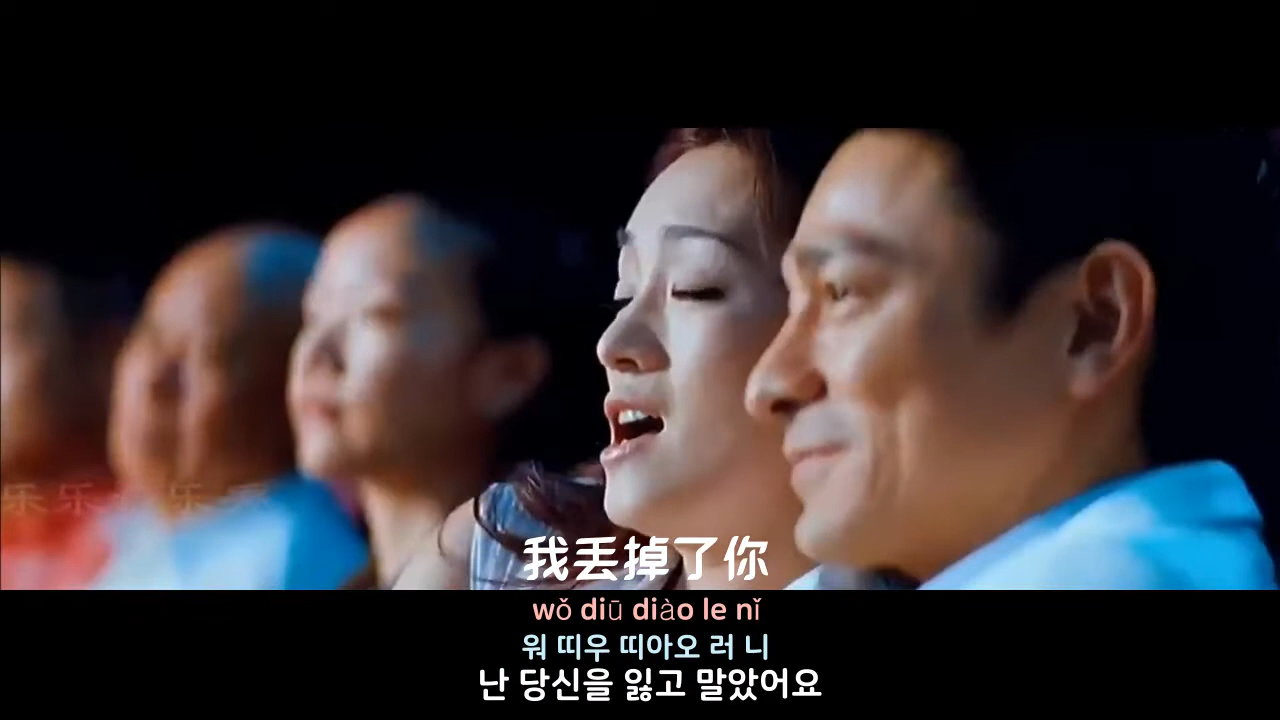 我丢掉了你
wǒ diū diào le nǐ
워 띠우 띠아오 러 니
난 당신을 잃고 말았어요